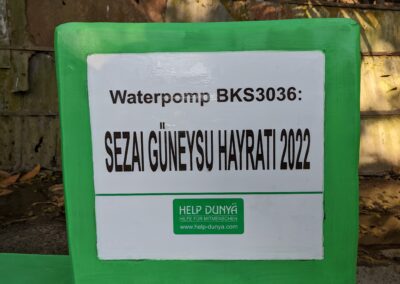 Waterpomp BKS3036:
SEZAI GÜNEYSU HAYRATI 2022
HELP DUNYA
HILFE FÜR MITMENSCHEN
www.help-dunya.com